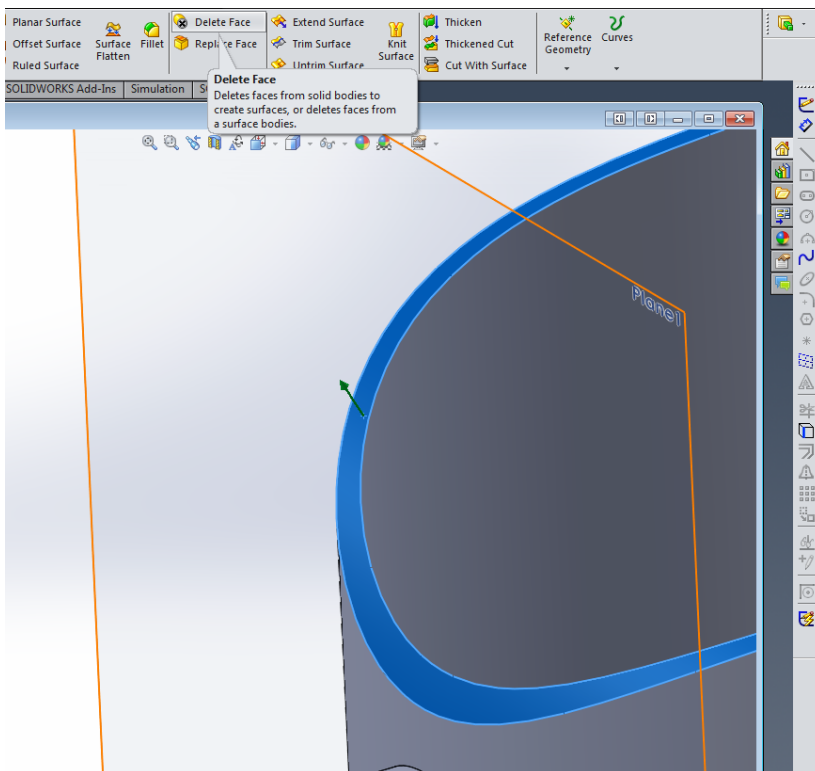 Planar Surface
Offset Surface
Ruled Surface
Surface
Flatten
Fillet
Delete Face
Replace Face
Extend Surface
Trim Surface
Untrim Surface
Knit
Surface
Thicken
Thickened Cut
Cut With Surface
Reference
Geometry
Curves
SOLIDWORKS Add-Ins
Simulation
Delete Face
Deletes faces from solid bodies to
create surfaces, or deletes faces from
a surface bodies.
Plane1